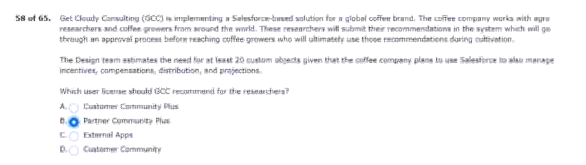 58 of 65. Get Cloudy Consulting (GCC) is implementing a Salesforce-based solution for a global coffee brand. The coffee company works with agro
researchers and coffee growers from around the world. These researchers will submit their recommendations in the system which will go
through an approval process before reaching coffee growers who will ultimately use those recommendations during cultivation.
The Design team estimates the need for at least 20 custom objects given that the coffee company plans to use Salesforce to also manage
incentives, compensations, distribution, and projections.
Which user license should GCC recommend for the researchers?
A. Customer Community Plus
B. Partner Community Plus
C. External Apps
D. Customer Community